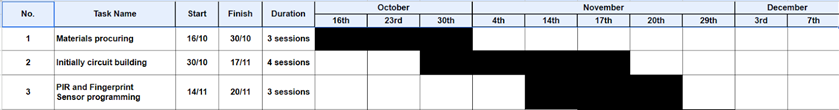 No. Task Name Start Finish Duration October November December
16th 23rd 30th 4th 14th 17th 20th 29th 3rd 7th
1 Materials procuring 16/10 30/10 3 sessions
2 Initially circuit building 30/10 17/11 4 sessions
3 PIR and Fingerprint Sensor programming 14/11 20/11 3 sessions